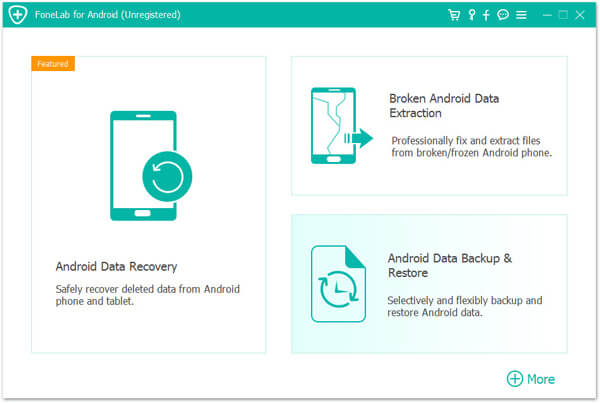 FoneLab for Android (Unregistered)
Featured
Android Data Recovery
Safely recover deleted data from Android
phone and tablet.
Broken Android Data
Extraction
Professionally fix and extract files
from broken/frozen Android phone.
Android Data Backup &
Restore
Selectively and flexibly backup and
restore Android data.
More